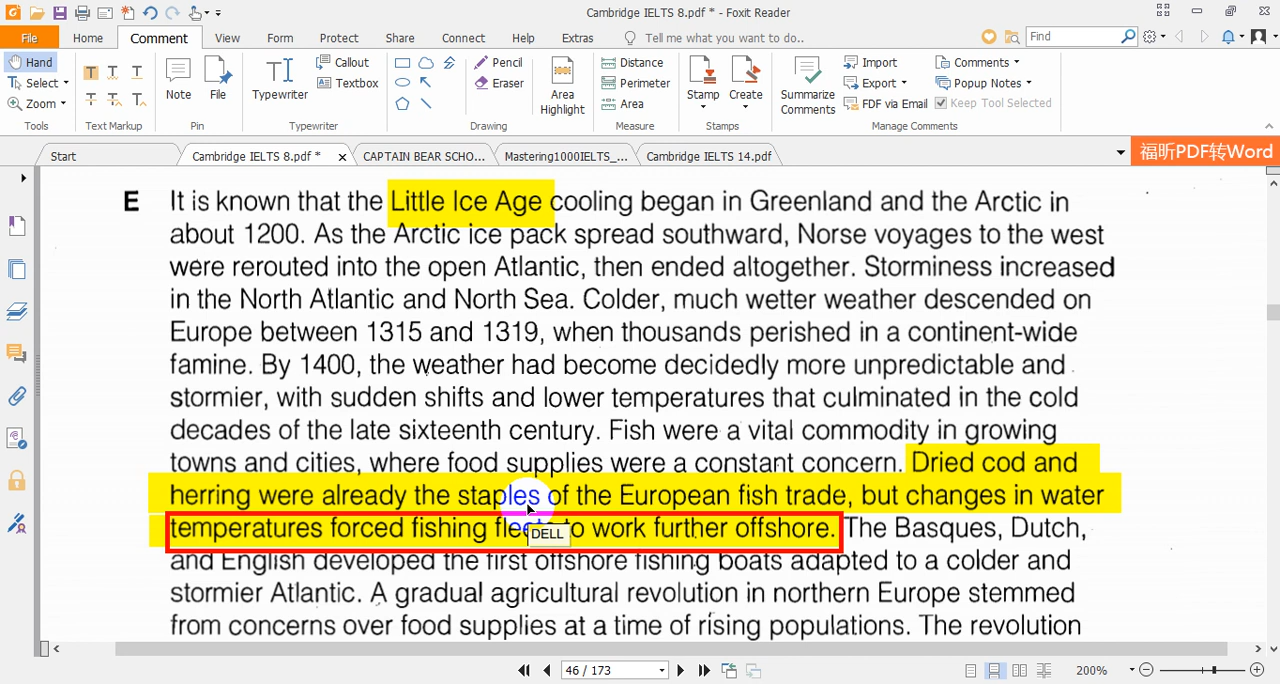 Cambridge IELTS 8.pdf * - Foxit Reader
File Home Comment View Form Protect Share Connect Help Extras Tell me what you want to do.. Find
Hand
Select
Zoom
Tools
Text Markup
Note
File
Pin
Typewriter
Callout
Textbox
Typewriter
Pencil
Eraser
Drawing
Area Highlight
Distance
Perimeter
Area
Measure
Stamp
Create
Stamps
Summarize Comments
Import
Export
FDF via Email
Comments
Popup Notes
Keep Tool Selected
Manage Comments
Start
Cambridge IELTS 8.pdf * x
CAPTAIN BEAR SCHO...
Mastering1000IELTS_...
Cambridge IELTS 14.pdf
福昕PDF转Word
E It is known that the Little Ice Age cooling began in Greenland and the Arctic in
about 1200. As the Arctic ice pack spread southward, Norse voyages to the west
were rerouted into the open Atlantic, then ended altogether. Storminess increased
in the North Atlantic and North Sea. Colder, much wetter weather descended on
Europe between 1315 and 1319, when thousands perished in a continent-wide
famine. By 1400, the weather had become decidedly more unpredictable and
stormier, with sudden shifts and lower temperatures that culminated in the cold
decades of the late sixteenth century. Fish were a vital commodity in growing
towns and cities, where food supplies were a constant concern. Dried cod and
herring were already the staples of the European fish trade, but changes in water
temperatures forced fishing fleets to work further offshore. The Basques, Dutch,
DELL
and English developed the first offshore fishing boats adapted to a colder and
stormier Atlantic. A gradual agricultural revolution in northern Europe stemmed
from concerns over food supplies at a time of rising populations. The revolution
46 / 173
200%